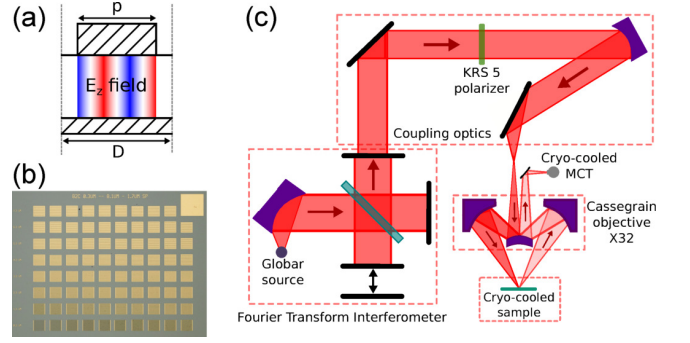 (a)
p
E_z field
D
(b)
(c)
KRS 5
polarizer
Coupling optics
Cryo-cooled
MCT
Cassegrain
objective
X32
Globar
source
Cryo-cooled
sample
Fourier Transform Interferometer